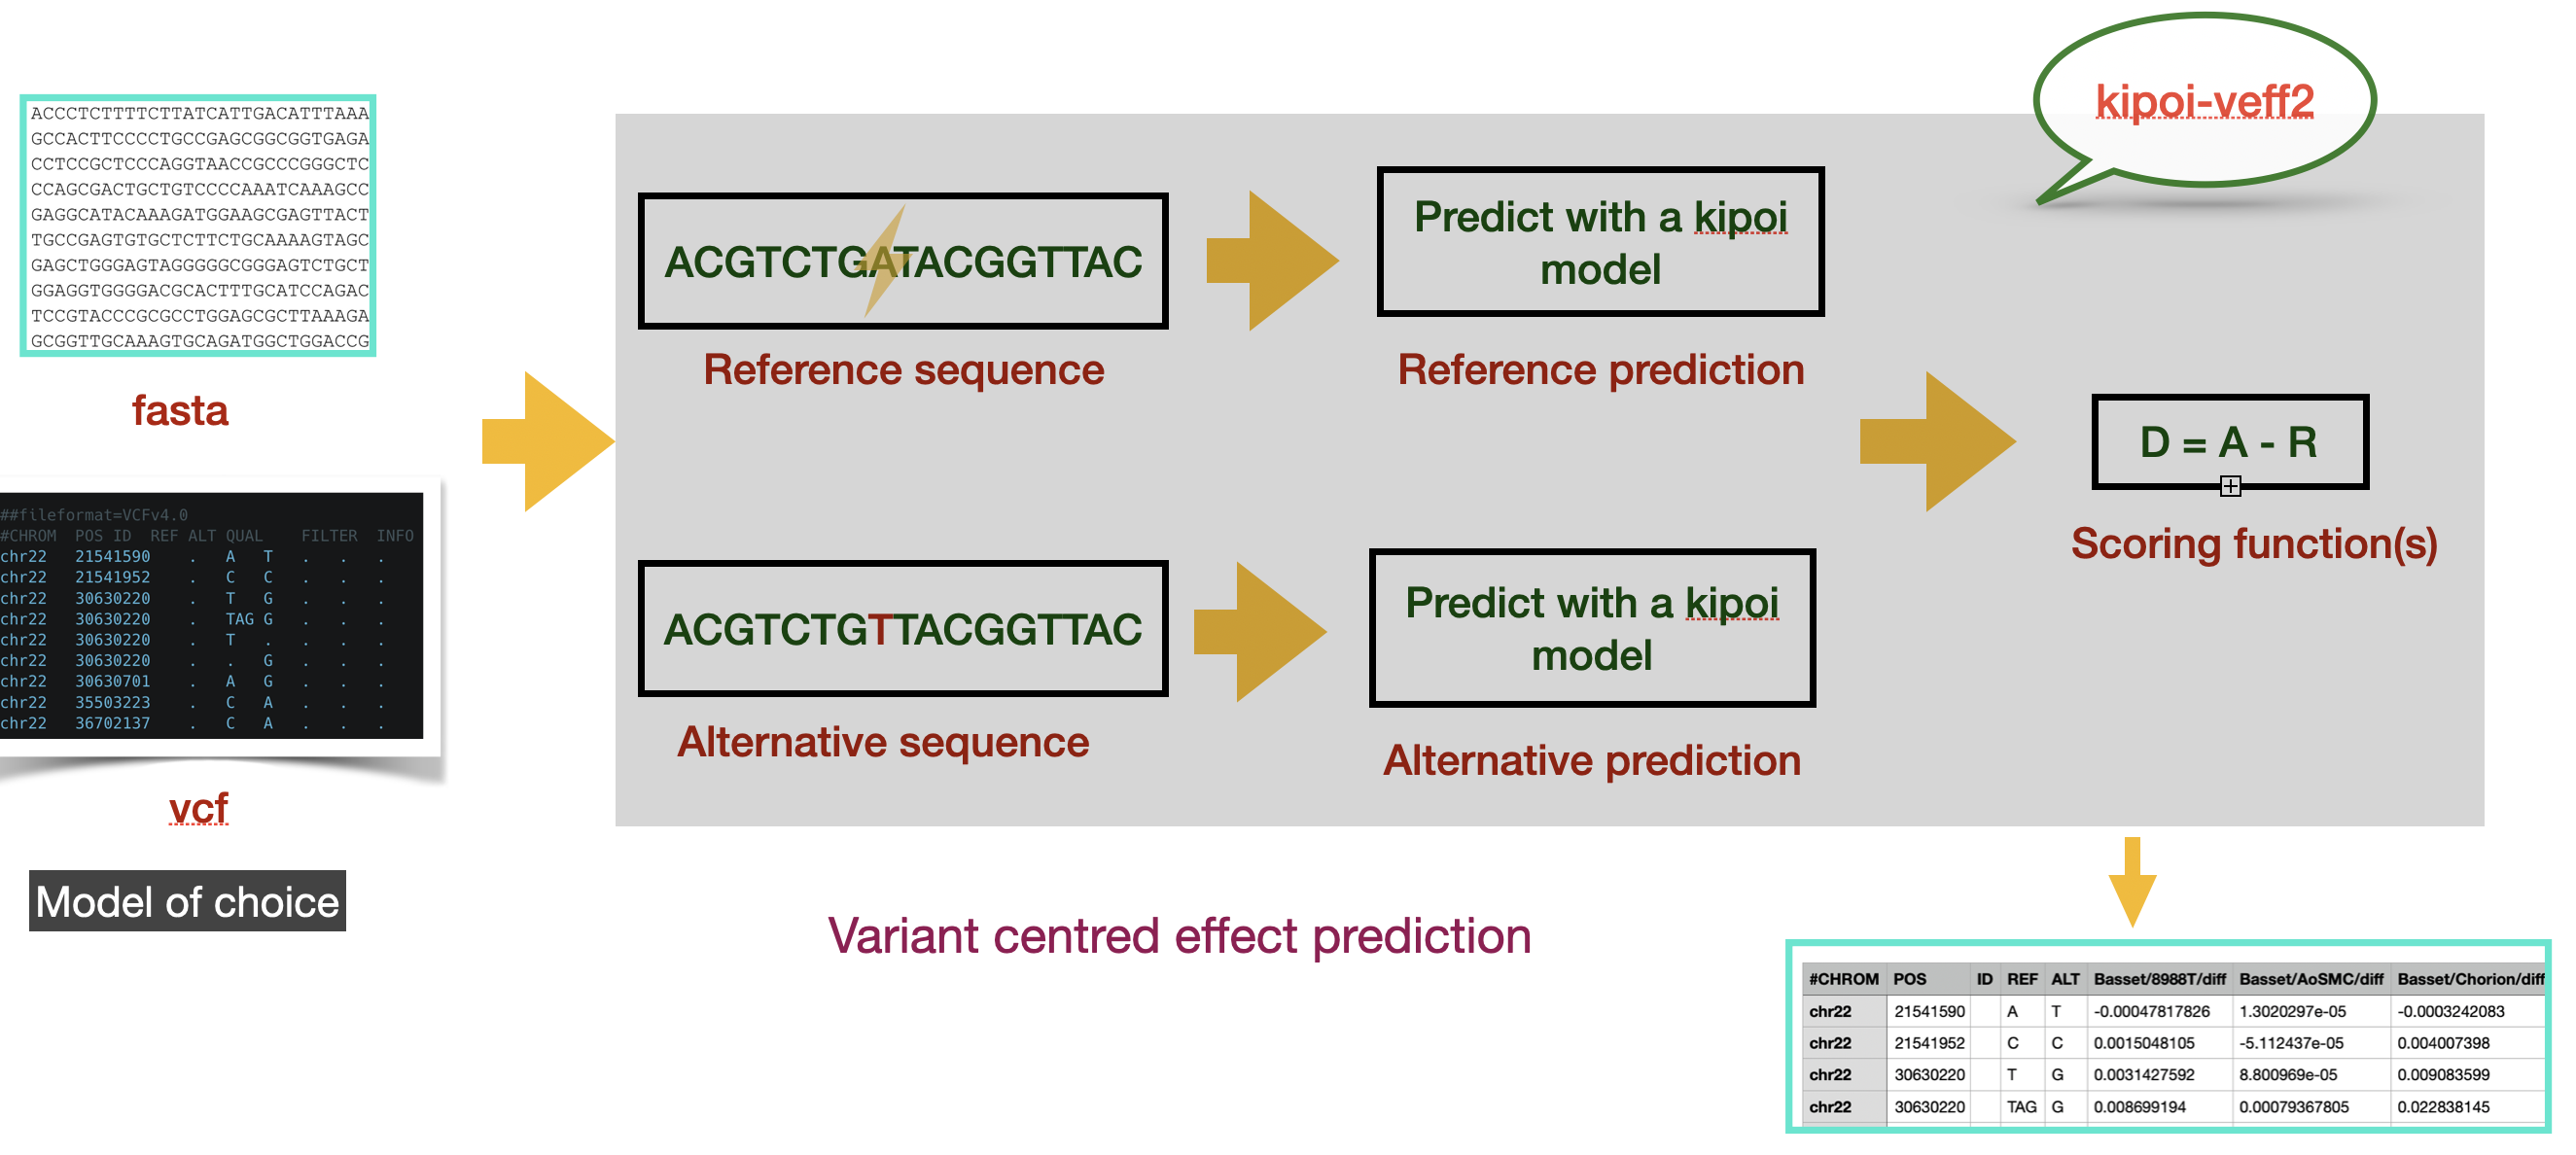 ACCCTCTTTTCTTATCATTGACATTTAAA
GCCACTTCCCCTGCCGAGCGGCGGTGAGA
CCTCCGCTCCCAGGTAACCGCCCGGGCTC
CCAGCGACTGCTGTCCCCAAATCAAAGCC
GAGGCATACAAAGATGGAAGCGAGTTACT
TGCCGAGTGTGCTCTTCTGCAAAAGTAGC
GAGCTGGGAGTAGGGGGCGGGAGTCTGCT
GGAGGTGGGGACGCACTTTGCATCCAGAC
TCCGTACCCGCGCCTGGAGCGCTTAAAGA
GCGGTTGCAAAGTGCAGATGGCTGGACCG
fasta
##fileformat=VCFv4.0
#CHROM POS ID REF ALT QUAL FILTER INFO
chr22 21541590 . A T . . .
chr22 21541952 . C C . . .
chr22 30630220 . T G . . .
chr22 30630220 . TAG G . . .
chr22 30630220 . T . . . .
chr22 30630220 . . G . . .
chr22 30630701 . A G . . .
chr22 35503223 . C A . . .
chr22 36702137 . C A . . .
vcf
Model of choice
kipoi-veff2
ACGTCTGATACGGTTAC
Reference sequence
Predict with a kipoi
model
Reference prediction
ACGTCTGTTACGGTTAC
Alternative sequence
Predict with a kipoi
model
Alternative prediction
D = A - R
Scoring function(s)
Variant centred effect prediction
#CHROM POS ID REF ALT Basset/8988T/diff Basset/AoSMC/diff Basset/Chorion/diff
chr22 21541590 A T -0.00047817826 1.3020297e-05 -0.0003242083
chr22 21541952 C C 0.0015048105 -5.112437e-05 0.004007398
chr22 30630220 T G 0.0031427592 8.800969e-05 0.009083599
chr22 30630220 TAG G 0.008699194 0.00079367805 0.022838145